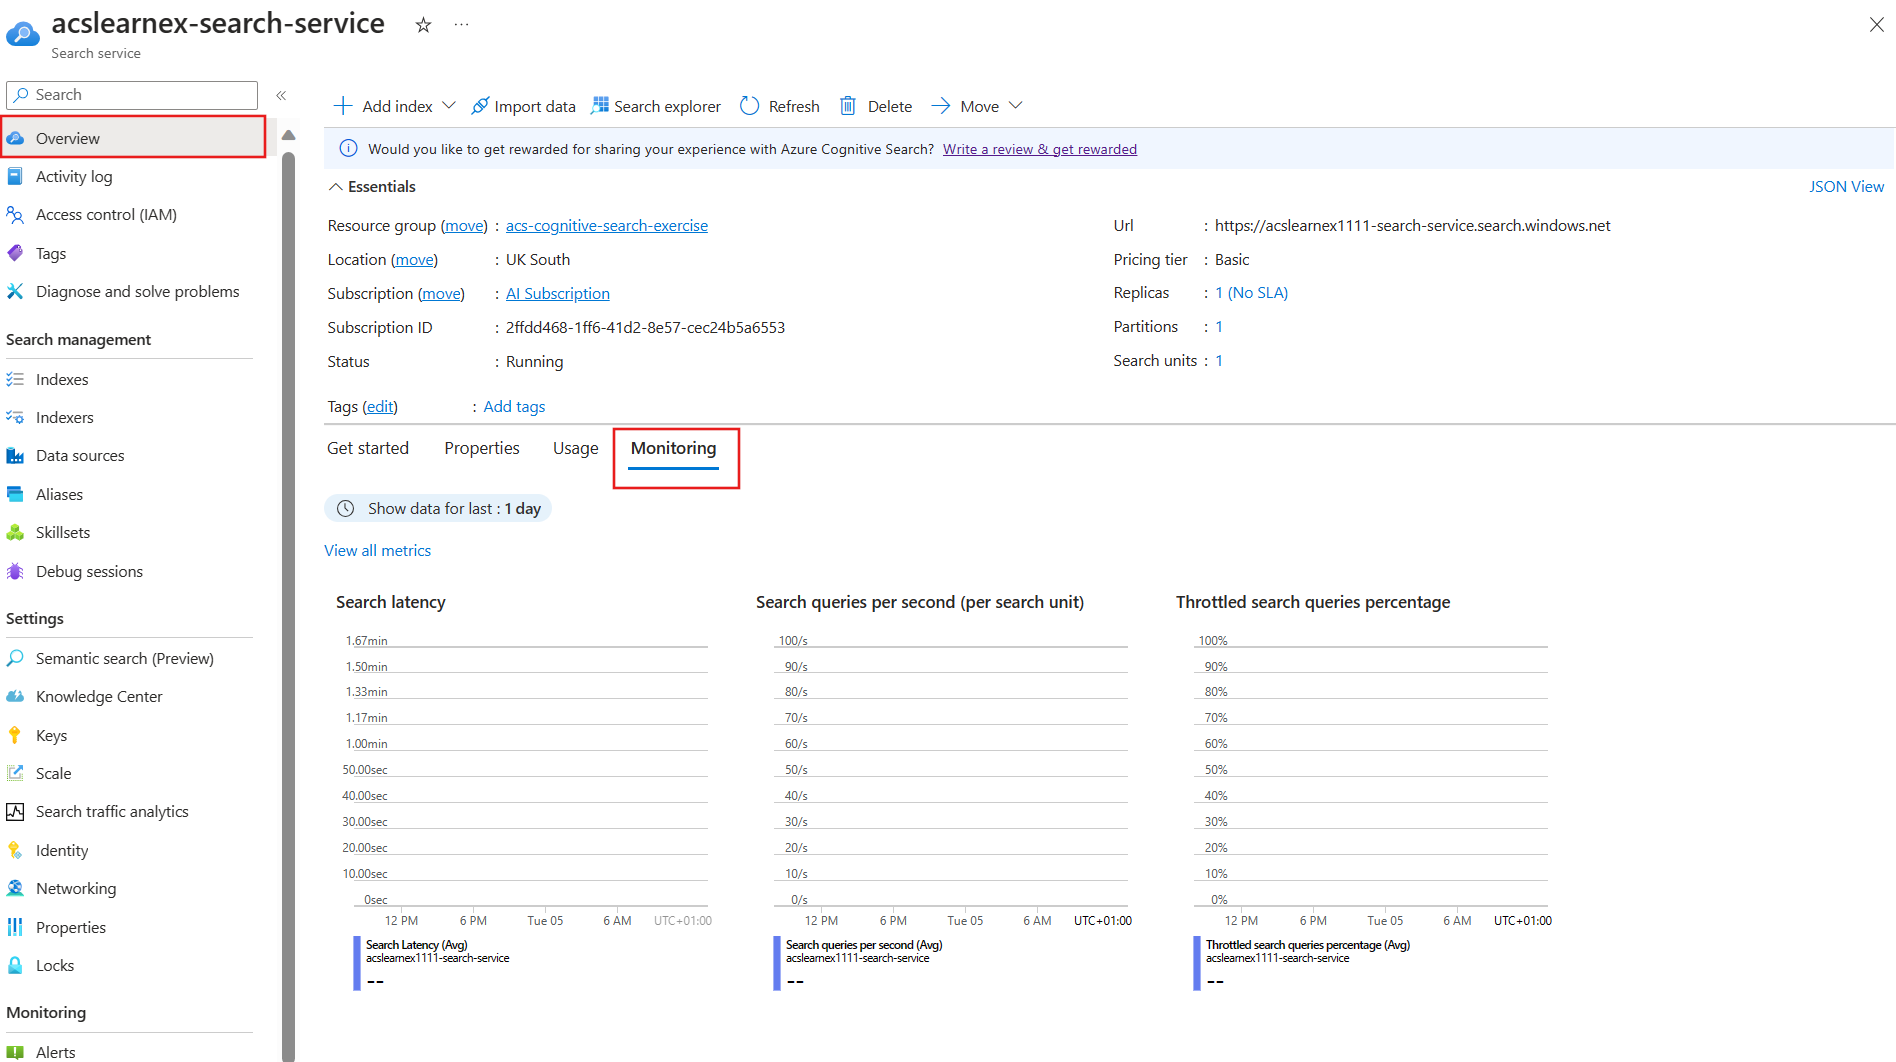 acslearnex-search-service
Search service
Search
Overview
Activity log
Access control (IAM)
Tags
Diagnose and solve problems
Search management
Indexes
Indexers
Data sources
Aliases
Skillsets
Debug sessions
Settings
Semantic search (Preview)
Knowledge Center
Keys
Scale
Search traffic analytics
Identity
Networking
Properties
Locks
Monitoring
Alerts
Add index
Import data
Search explorer
Refresh
Delete
Move
Would you like to get rewarded for sharing your experience with Azure Cognitive Search? Write a review & get rewarded
Essentials
JSON View
Resource group (move) : acs-cognitive-search-exercise
Location (move) : UK South
Subscription (move) : AI Subscription
Subscription ID : 2ffdd468-1ff6-41d2-8e57-cec24b5a6553
Status : Running
Url : https://acslearnex1111-search-service.search.windows.net
Pricing tier : Basic
Replicas : 1 (No SLA)
Partitions : 1
Search units : 1
Tags (edit) : Add tags
Get started
Properties
Usage
Monitoring
Show data for last : 1 day
View all metrics
Search latency
1.67min
1.50min
1.33min
1.17min
1.00min
50.00sec
40.00sec
30.00sec
20.00sec
10.00sec
0sec
12 PM 6 PM Tue 05 6 AM UTC+01:00
Search Latency (Avg)
acslearnex1111-search-service
--
Search queries per second (per search unit)
100/s
90/s
80/s
70/s
60/s
50/s
40/s
30/s
20/s
10/s
0/s
12 PM 6 PM Tue 05 6 AM UTC+01:00
Search queries per second (Avg)
acslearnex1111-search-service
--
Throttled search queries percentage
100%
90%
80%
70%
60%
50%
40%
30%
20%
10%
0%
12 PM 6 PM Tue 05 6 AM UTC+01:00
Throttled search queries percentage (Avg)
acslearnex1111-search-service
--